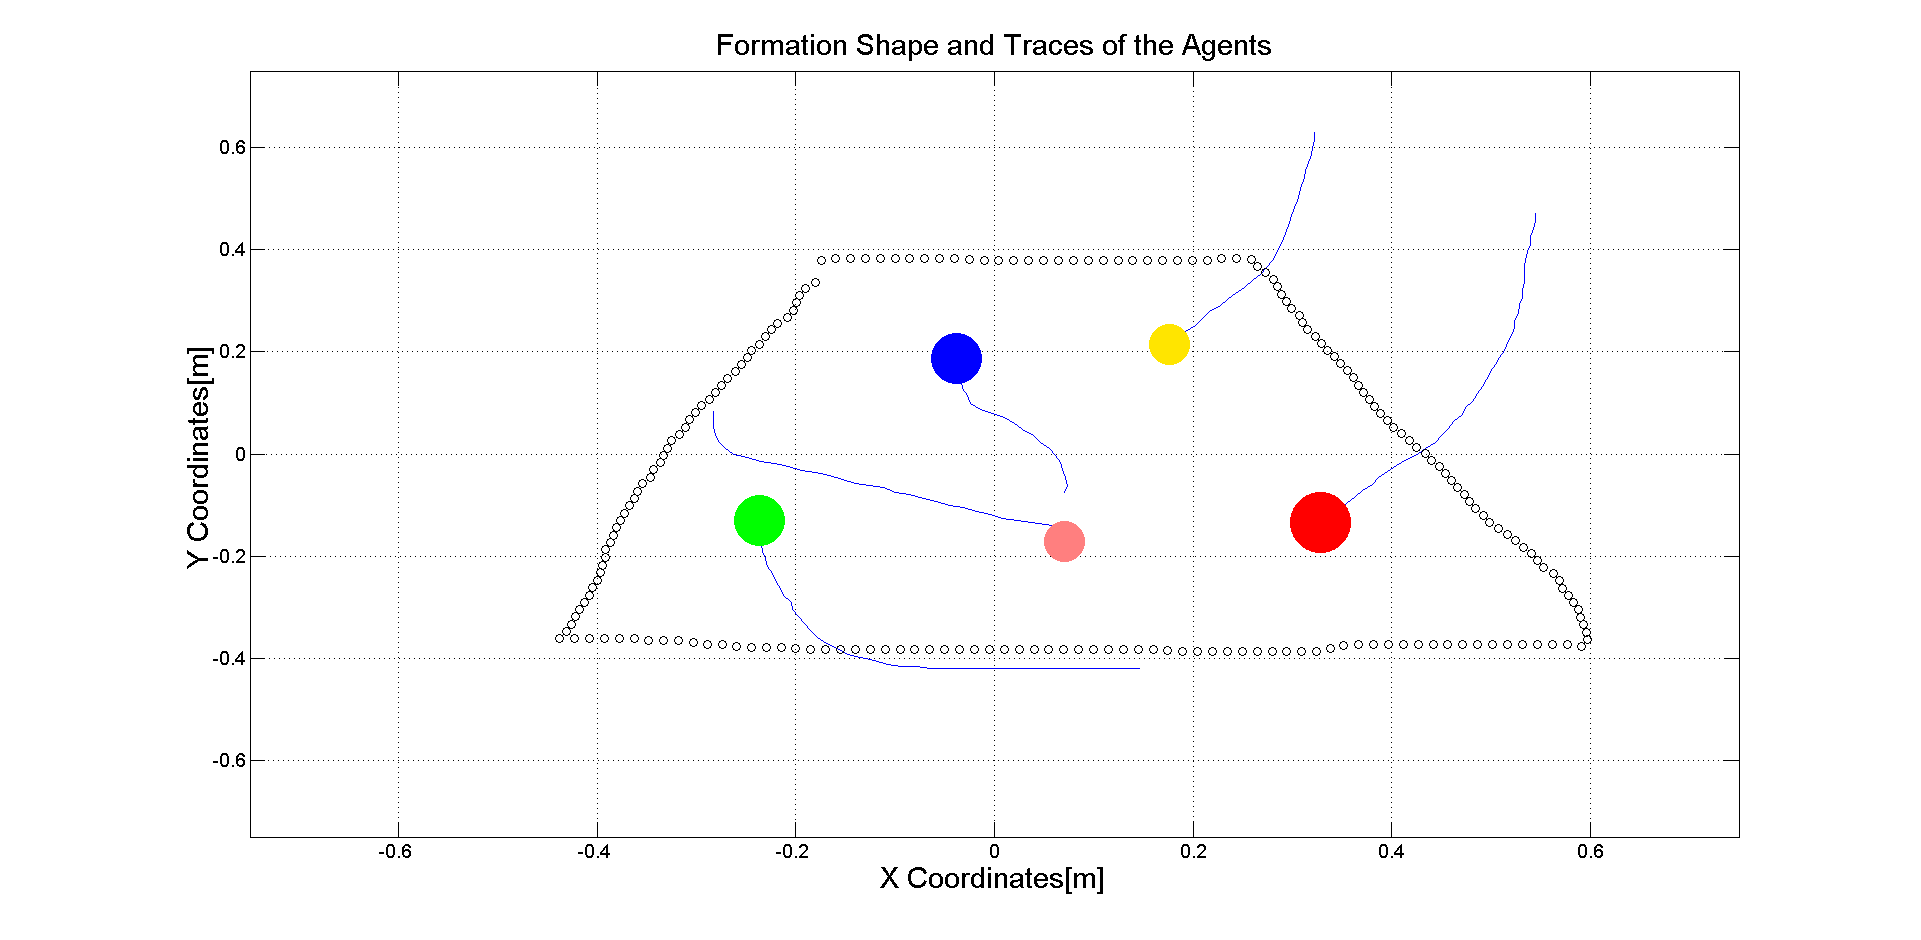 Formation Shape and Traces of the Agents
0.6
0.4
0.2
0
-0.2
-0.4
-0.6
Y Coordinates[m]
-0.6 -0.4 -0.2 0 0.2 0.4 0.6
X Coordinates[m]